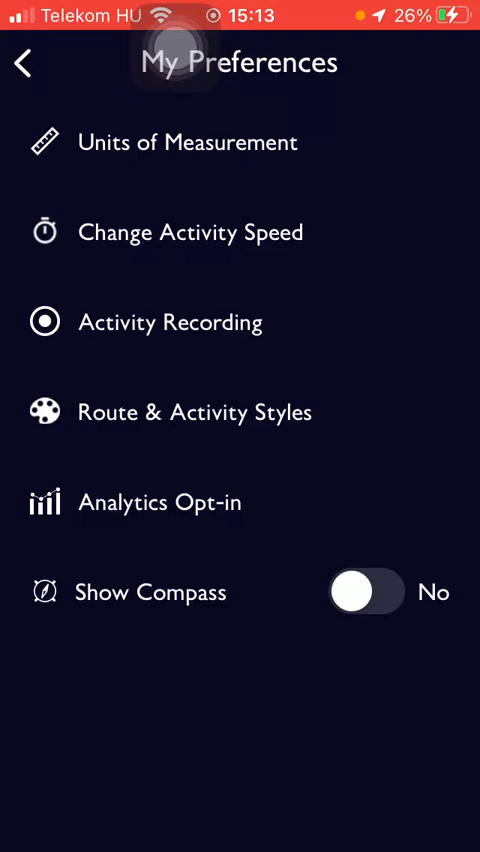 Telekom HU 15:13 26%
My Preferences
Units of Measurement
Change Activity Speed
Activity Recording
Route & Activity Styles
Analytics Opt-in
Show Compass No